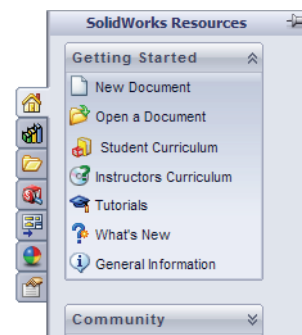 SolidWorks Resources
Getting Started
New Document
Open a Document
Student Curriculum
Instructors Curriculum
Tutorials
What's New
General Information
Community